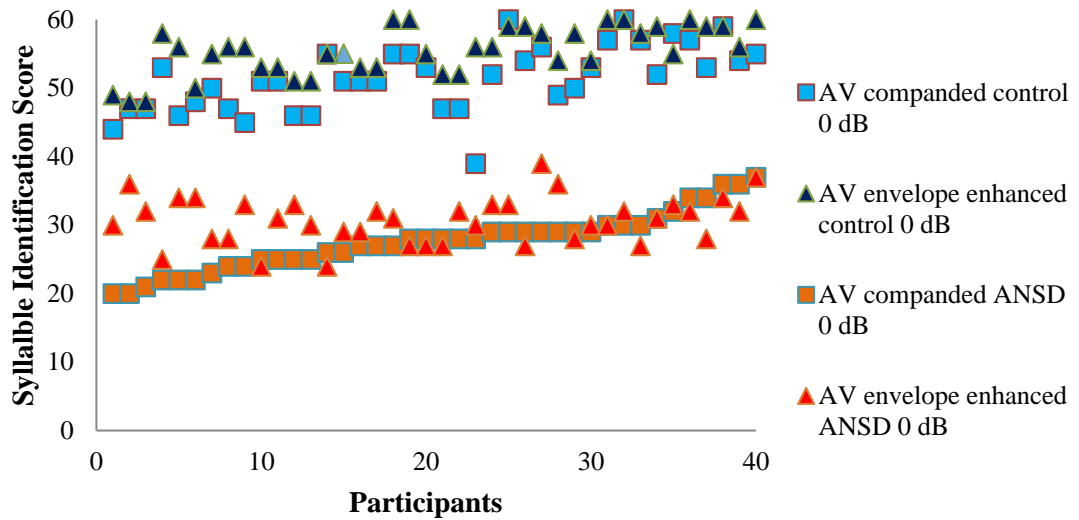 60
50
40
30
20
10
0
Syllalble Identification Score
0
10
20
30
40
Participants
AV companded control
0 dB
AV envelope enhanced
control 0 dB
AV companded ANSD
0 dB
AV envelope enhanced
ANSD 0 dB